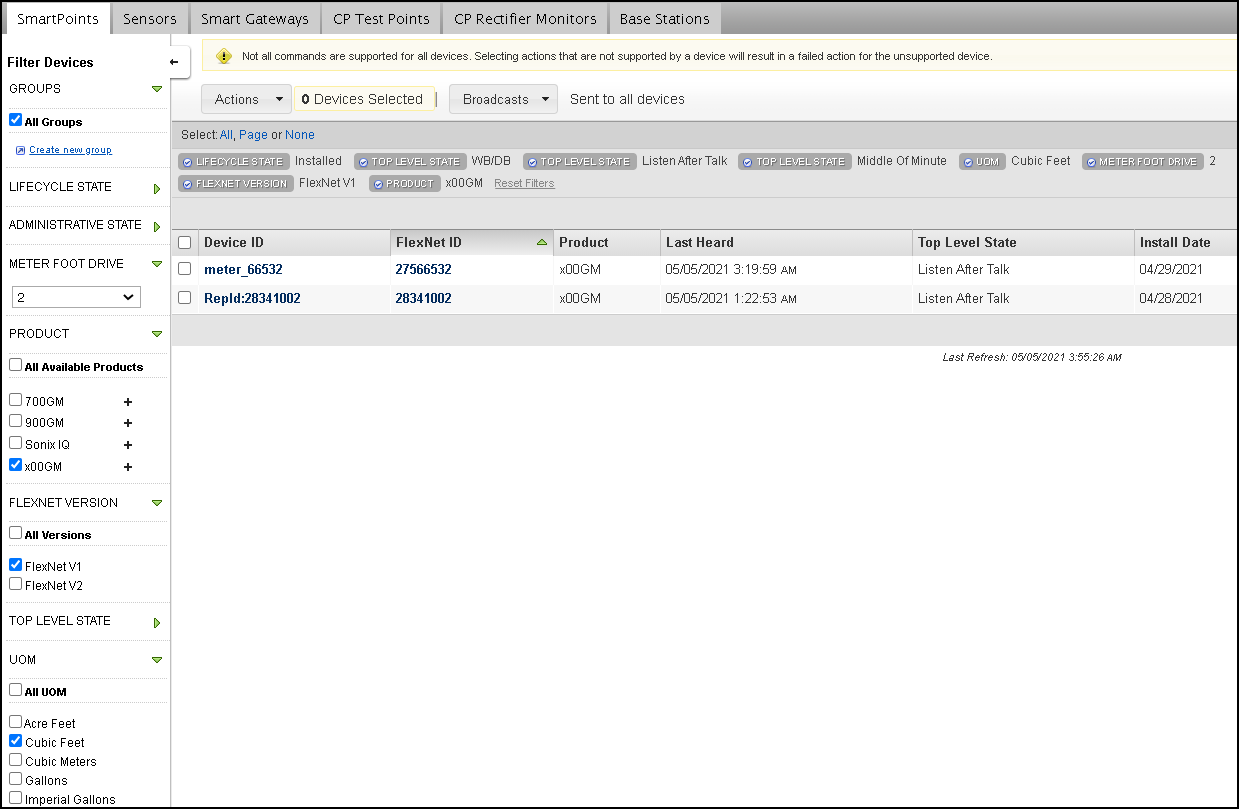 SmartPoints Sensors Smart Gateways CP Test Points CP Rectifier Monitors Base Stations
Filter Devices
GROUPS
All Groups
Create new group
LIFECYCLE STATE
ADMINISTRATIVE STATE
METER FOOT DRIVE
2
PRODUCT
All Available Products
700GM +
900GM +
Sonix IQ +
x00GM +
FLEXNET VERSION
All Versions
FlexNet V1
FlexNet V2
TOP LEVEL STATE
UOM
All UOM
Acre Feet
Cubic Feet
Cubic Meters
Gallons
Imperial Gallons
Not all commands are supported for all devices. Selecting actions that are not supported by a device will result in a failed action for the unsupported device.
Actions 0 Devices Selected Broadcasts Sent to all devices
Select: All, Page or None
LIFECYCLE STATE Installed TOP LEVEL STATE WB/DB TOP LEVEL STATE Listen After Talk TOP LEVEL STATE Middle Of Minute UOM Cubic Feet METER FOOT DRIVE 2
FLEXNET VERSION FlexNet V1 PRODUCT x00GM Reset Filters
Device ID FlexNet ID Product Last Heard Top Level State Install Date
meter_66532 27566532 x00GM 05/05/2021 3:19:59 AM Listen After Talk 04/29/2021
RepId:28341002 28341002 x00GM 05/05/2021 1:22:53 AM Listen After Talk 04/28/2021
Last Refresh: 05/05/2021 3:55:26 AM